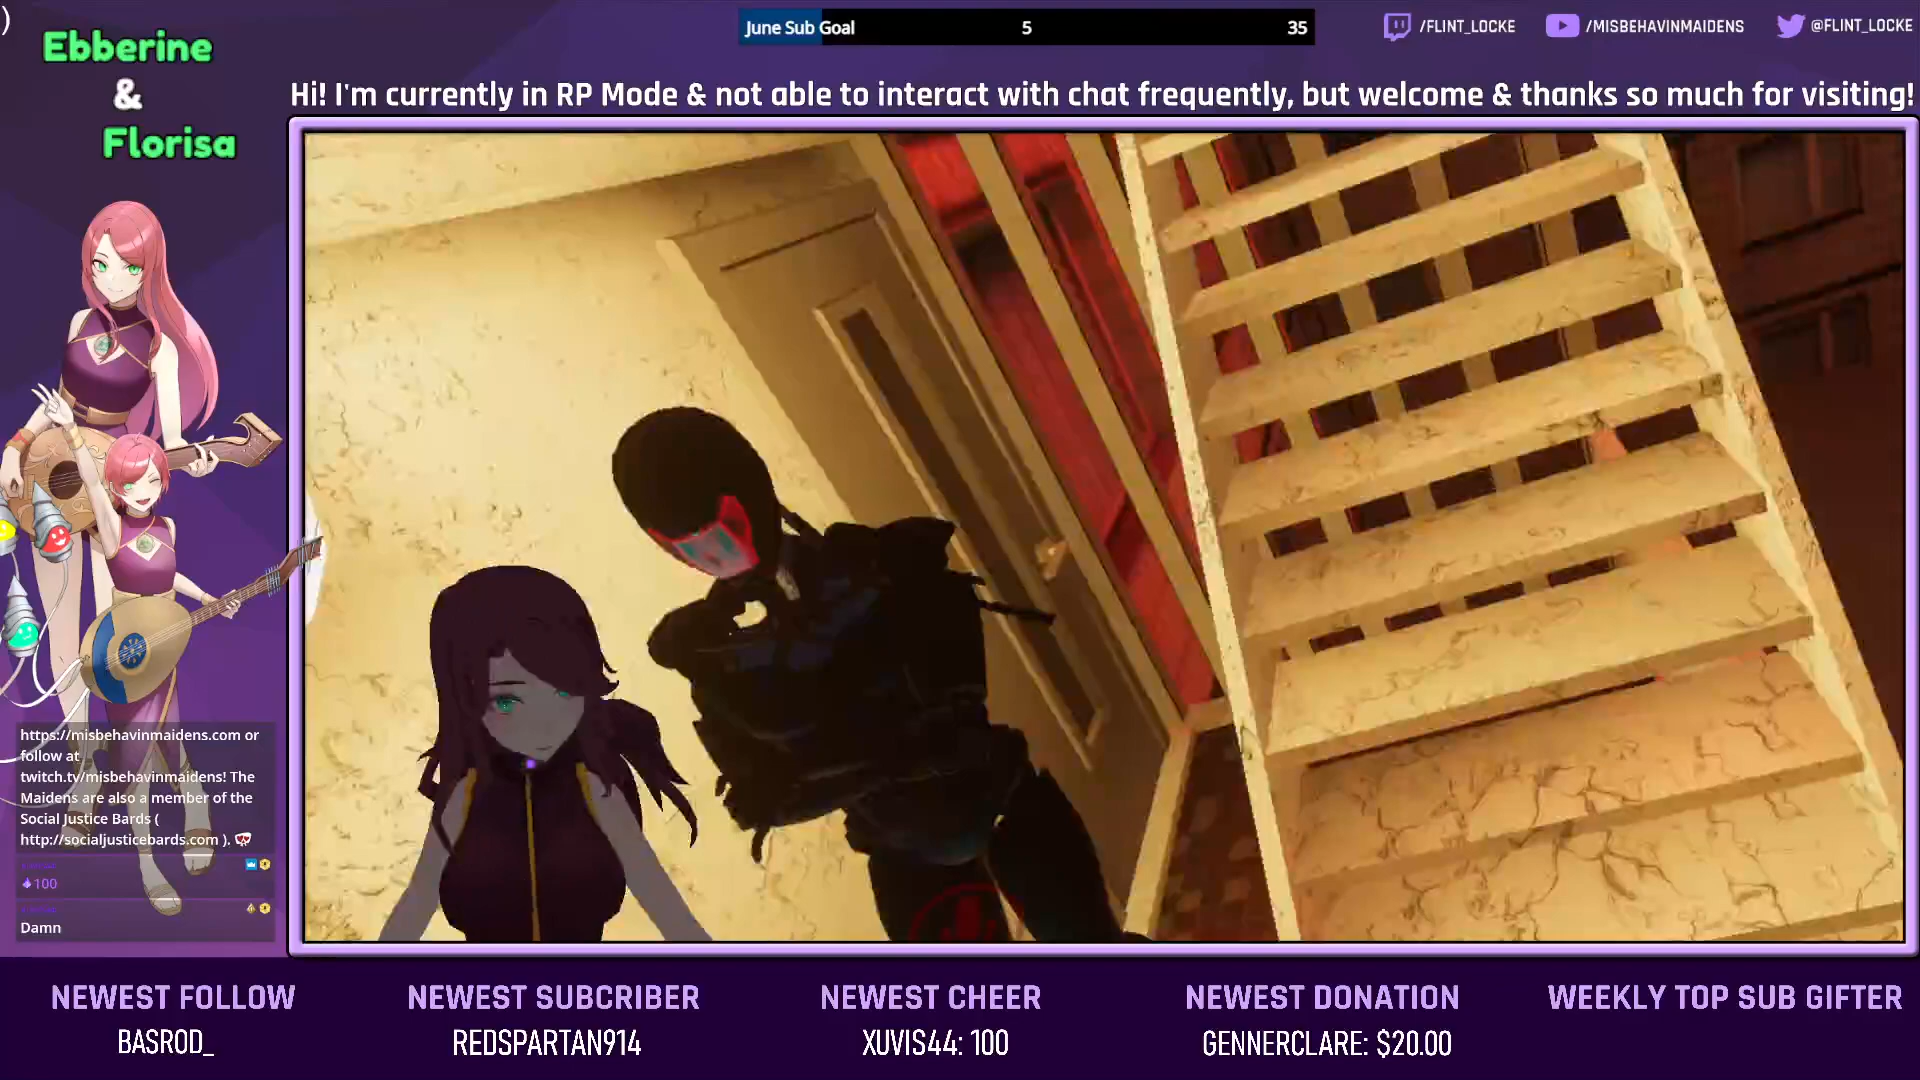 )
Ebberine
&
Florisa
June Sub Goal 5 35
/FLINT_LOCKE
/MISBEHAVINMAIDENS
@FLINT_LOCKE
Hi! I'm currently in RP Mode & not able to interact with chat frequently, but welcome & thanks so much for visiting!
https://misbehavinmaidens.com or
follow at
twitch.tv/misbehavinmaidens! The
Maidens are also a member of the
Social Justice Bards (
http://socialjusticebards.com ).
100
Damn
NEWEST FOLLOW
BASROD_
NEWEST SUBCRIBER
REDSPARTAN914
NEWEST CHEER
XUVIS44: 100
NEWEST DONATION
GENNERCLARE: $20.00
WEEKLY TOP SUB GIFTER